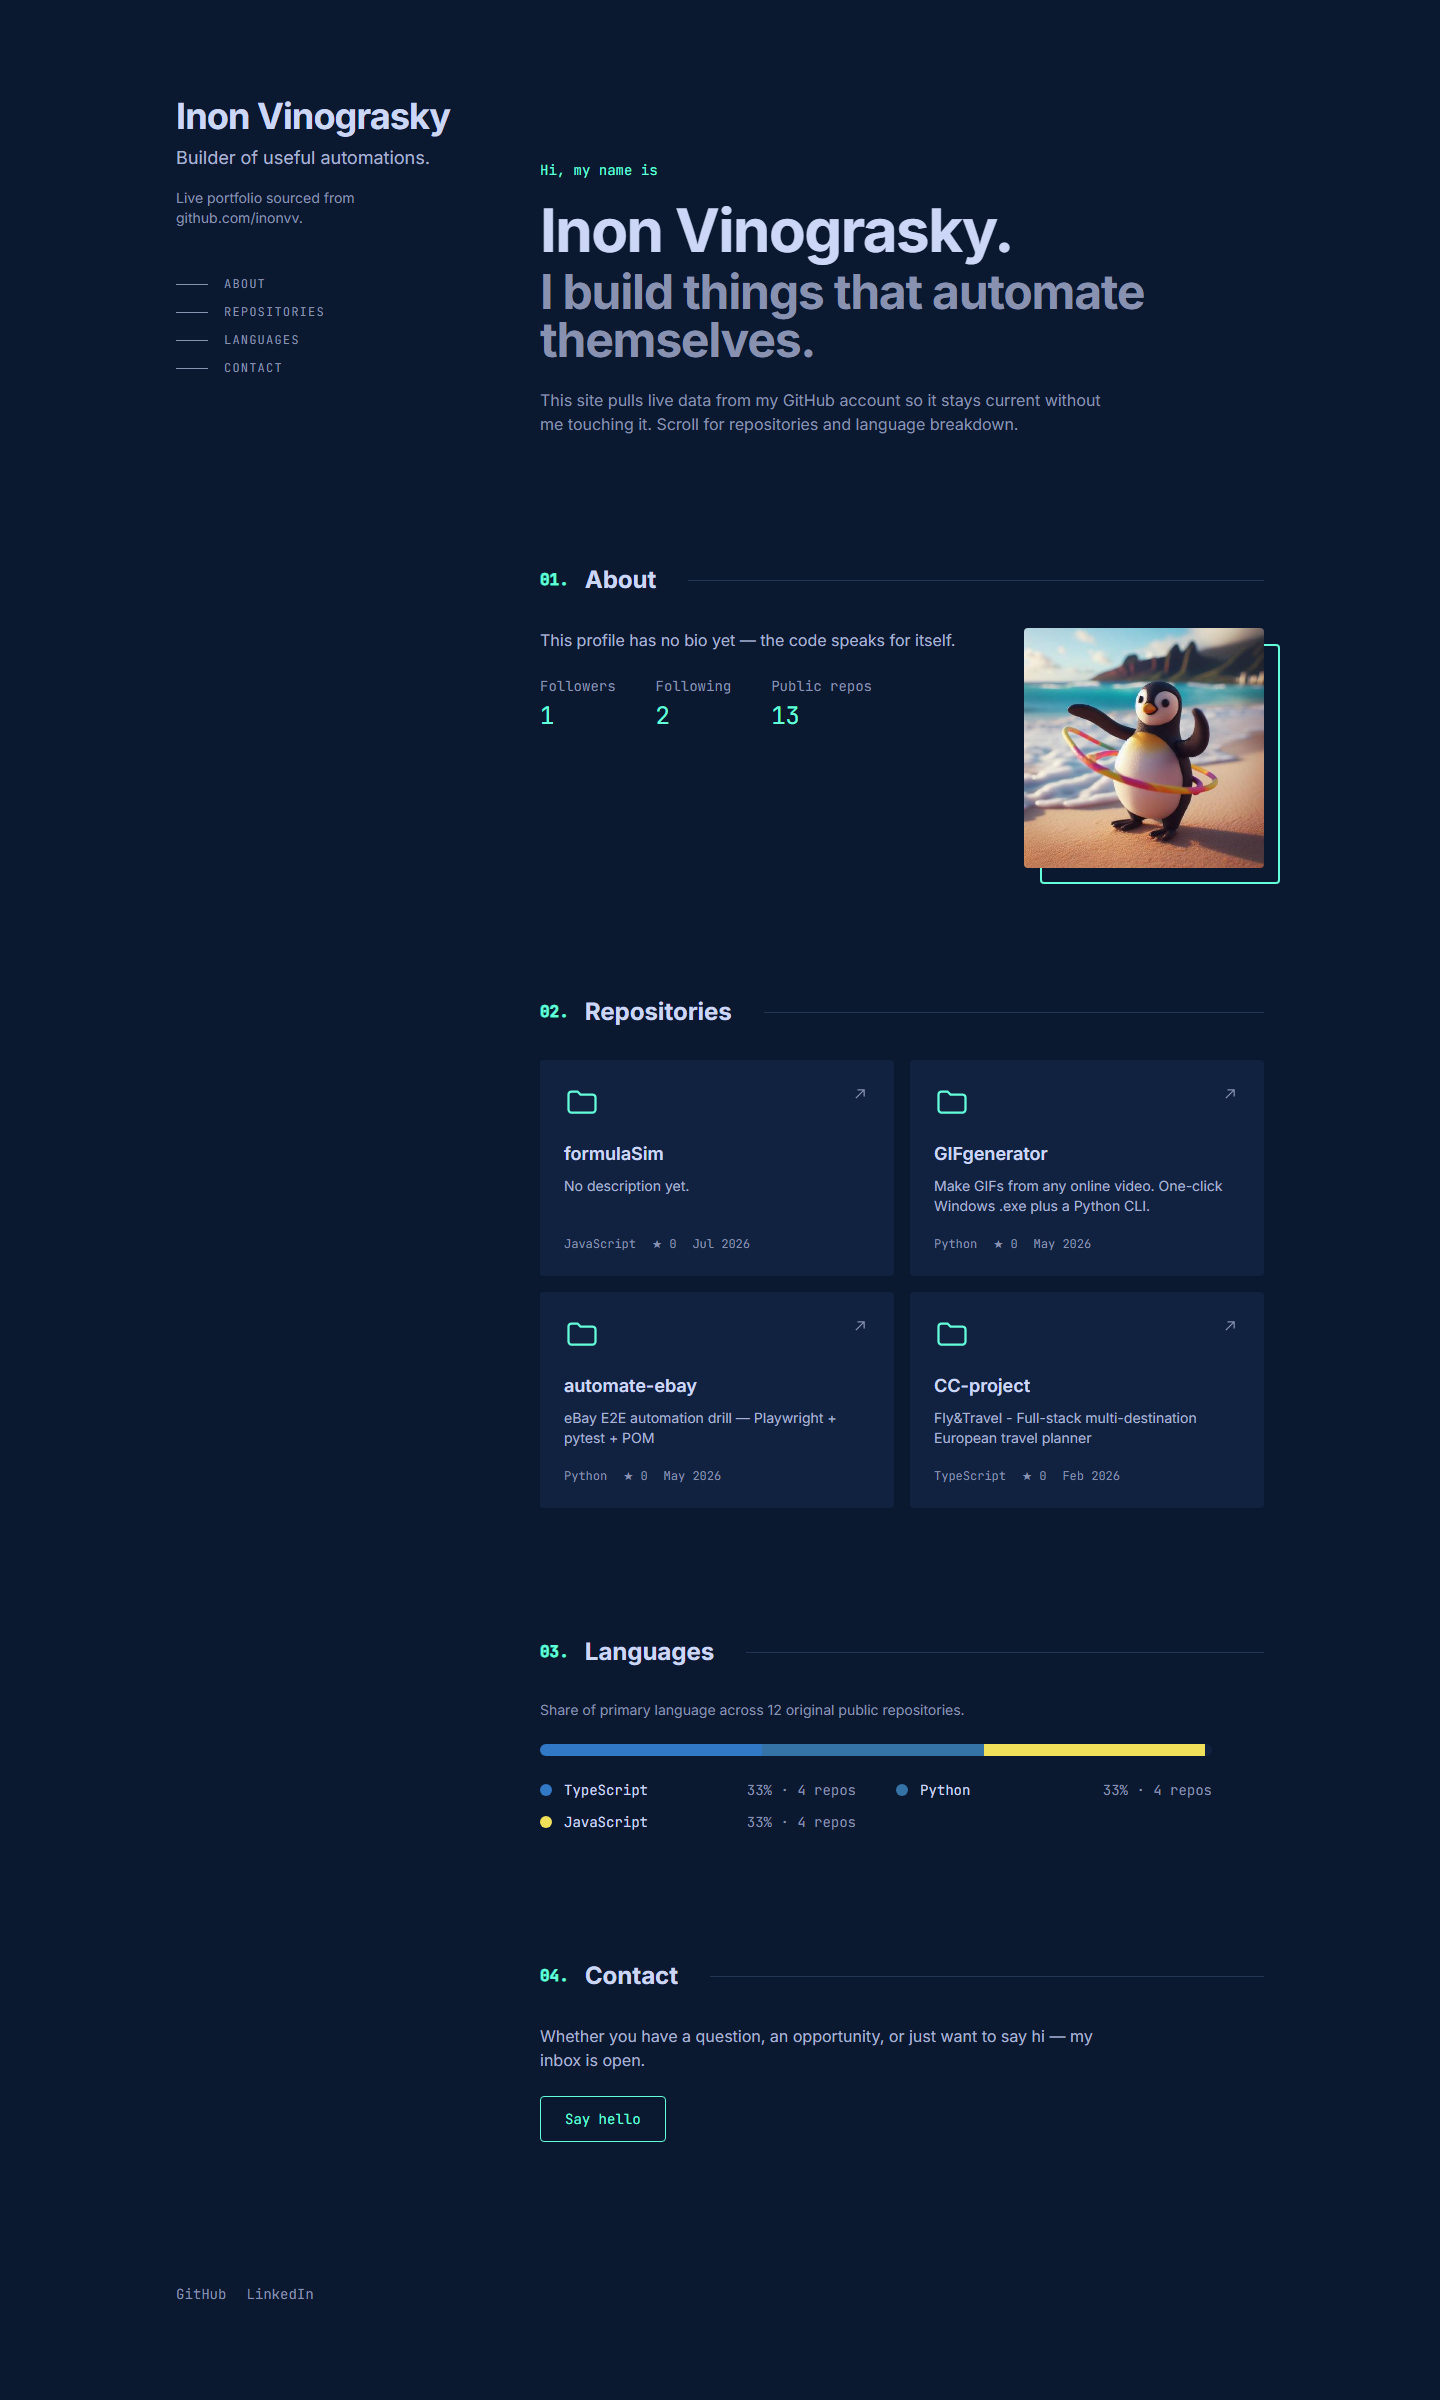 Inon Vinograsky
Builder of useful automations.
Live portfolio sourced from
github.com/inonvv.
ABOUT
REPOSITORIES
LANGUAGES
CONTACT
Hi, my name is
Inon Vinograsky.
I build things that automate
themselves.
This site pulls live data from my GitHub account so it stays current without
me touching it. Scroll for repositories and language breakdown.
01. About
This profile has no bio yet — the code speaks for itself.
Followers Following Public repos
1 2 13
02. Repositories
formulaSim
No description yet.
JavaScript ★ 0 Jul 2026
GIFgenerator
Make GIFs from any online video. One-click
Windows .exe plus a Python CLI.
Python ★ 0 May 2026
automate-ebay
eBay E2E automation drill — Playwright +
pytest + POM
Python ★ 0 May 2026
CC-project
Fly&Travel - Full-stack multi-destination
European travel planner
TypeScript ★ 0 Feb 2026
03. Languages
Share of primary language across 12 original public repositories.
TypeScript 33% · 4 repos Python 33% · 4 repos
JavaScript 33% · 4 repos
04. Contact
Whether you have a question, an opportunity, or just want to say hi — my
inbox is open.
Say hello
GitHub LinkedIn